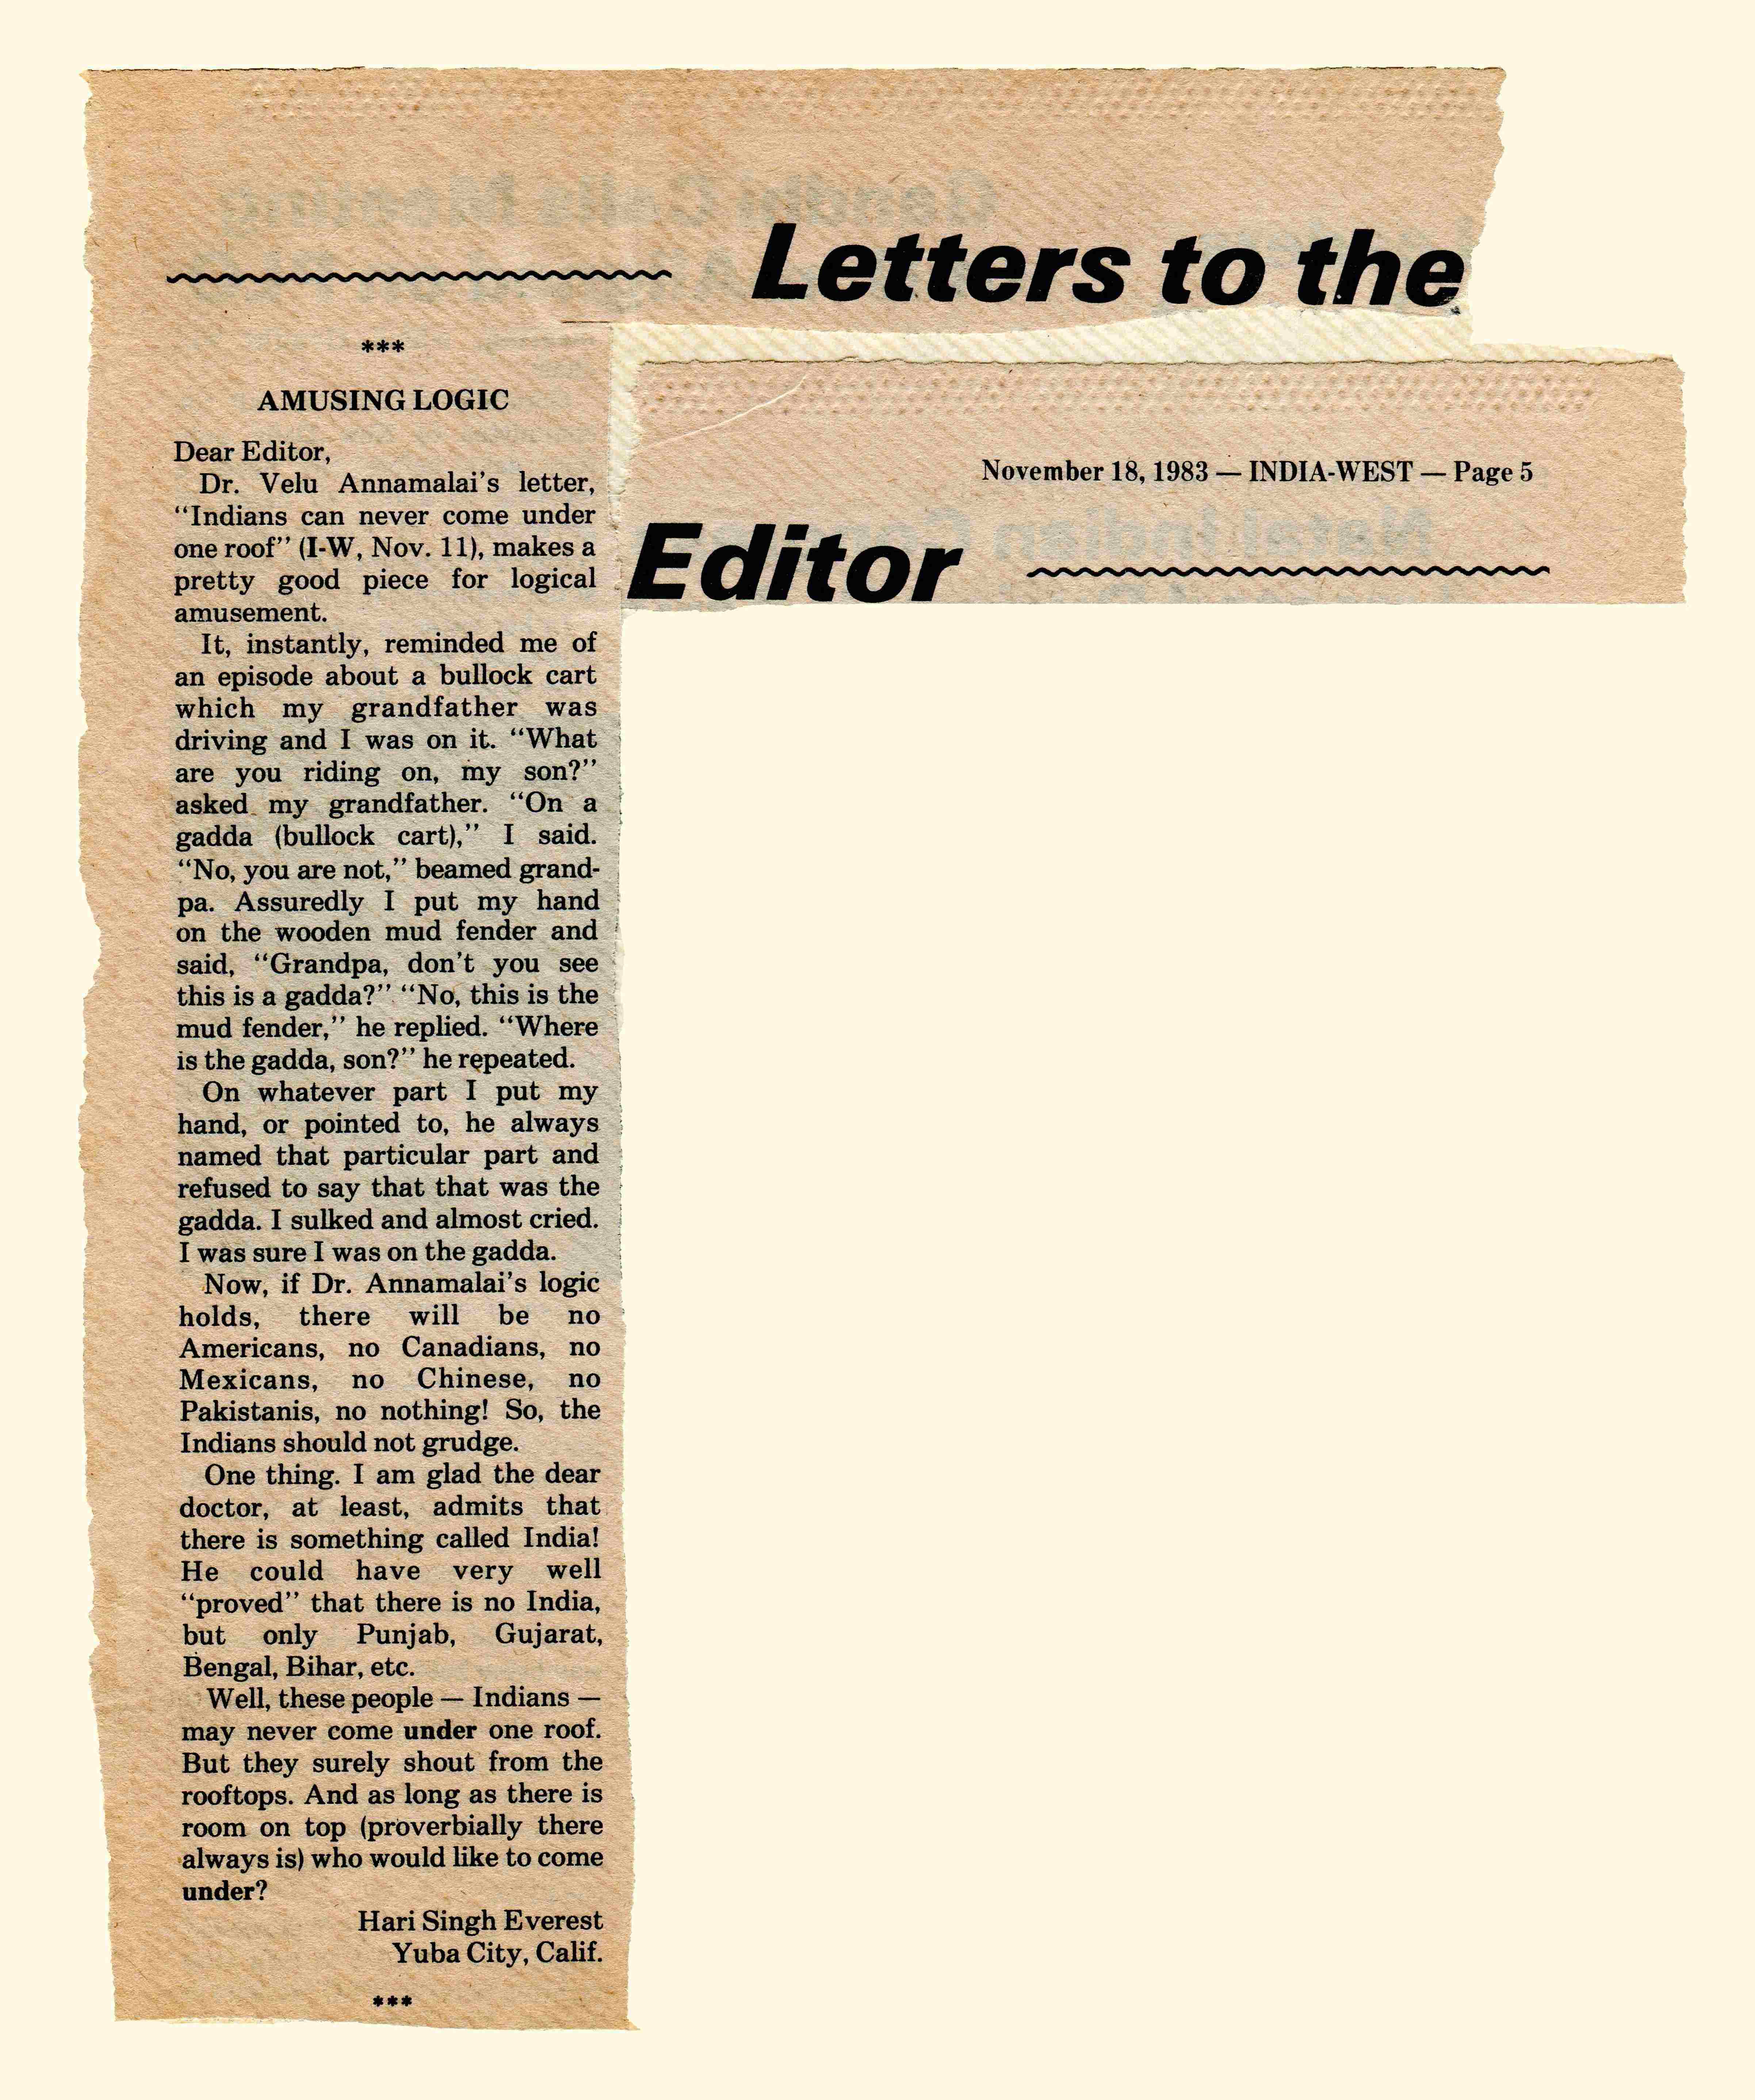 Letters to the
November 18, 1983 — INDIA-WEST — Page 5
Editor
***
AMUSING LOGIC
Dear Editor,
Dr. Velu Annamalai's letter,
"Indians can never come under
one roof" (I-W, Nov. 11), makes a
pretty good piece for logical
amusement.
It, instantly, reminded me of
an episode about a bullock cart
which my grandfather was
driving and I was on it. "What
are you riding on, my son?"
asked my grandfather. "On a
gadda (bullock cart)," I said.
"No, you are not," beamed grand-
pa. Assuredly I put my hand
on the wooden mud fender and
said, "Grandpa, don't you see
this is a gadda?" "No, this is the
mud fender," he replied. "Where
is the gadda, son?" he repeated.
On whatever part I put my
hand, or pointed to, he always
named that particular part and
refused to say that that was the
gadda. I sulked and almost cried.
I was sure I was on the gadda.
Now, if Dr. Annamalai's logic
holds, there will be no
Americans, no Canadians, no
Mexicans, no Chinese, no
Pakistanis, no nothing! So, the
Indians should not grudge.
One thing. I am glad the dear
doctor, at least, admits that
there is something called India!
He could have very well
"proved" that there is no India,
but only Punjab, Gujarat,
Bengal, Bihar, etc.
Well, these people — Indians —
may never come under one roof.
But they surely shout from the
rooftops. And as long as there is
room on top (proverbially there
always is) who would like to come
under?
Hari Singh Everest
Yuba City, Calif.
***